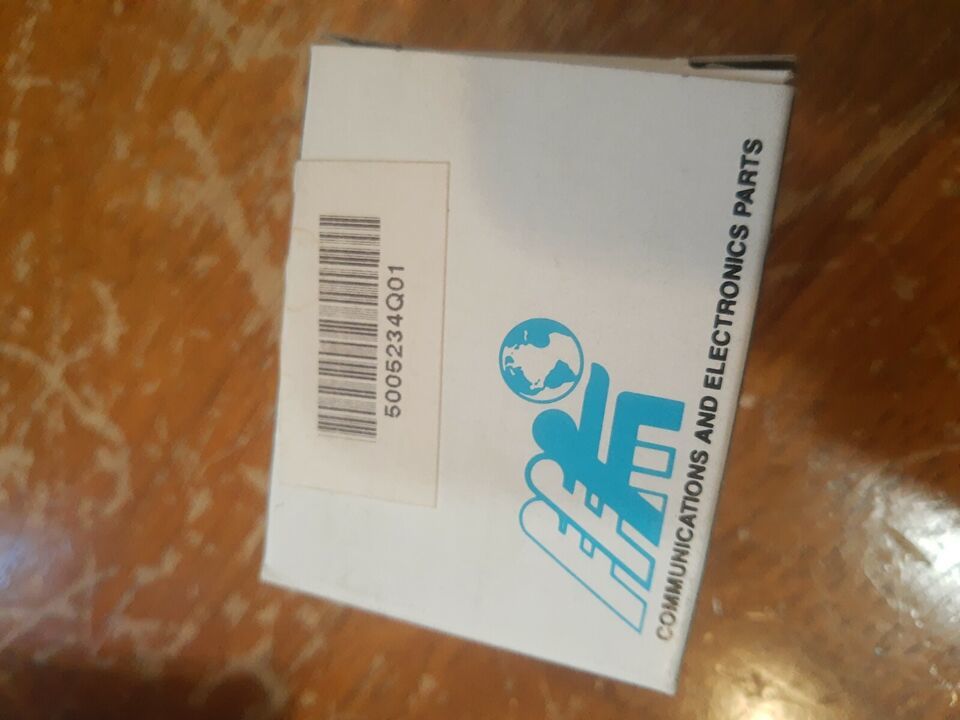 5005234Q01
COMMUNICATIONS AND ELECTRONICS PARTS